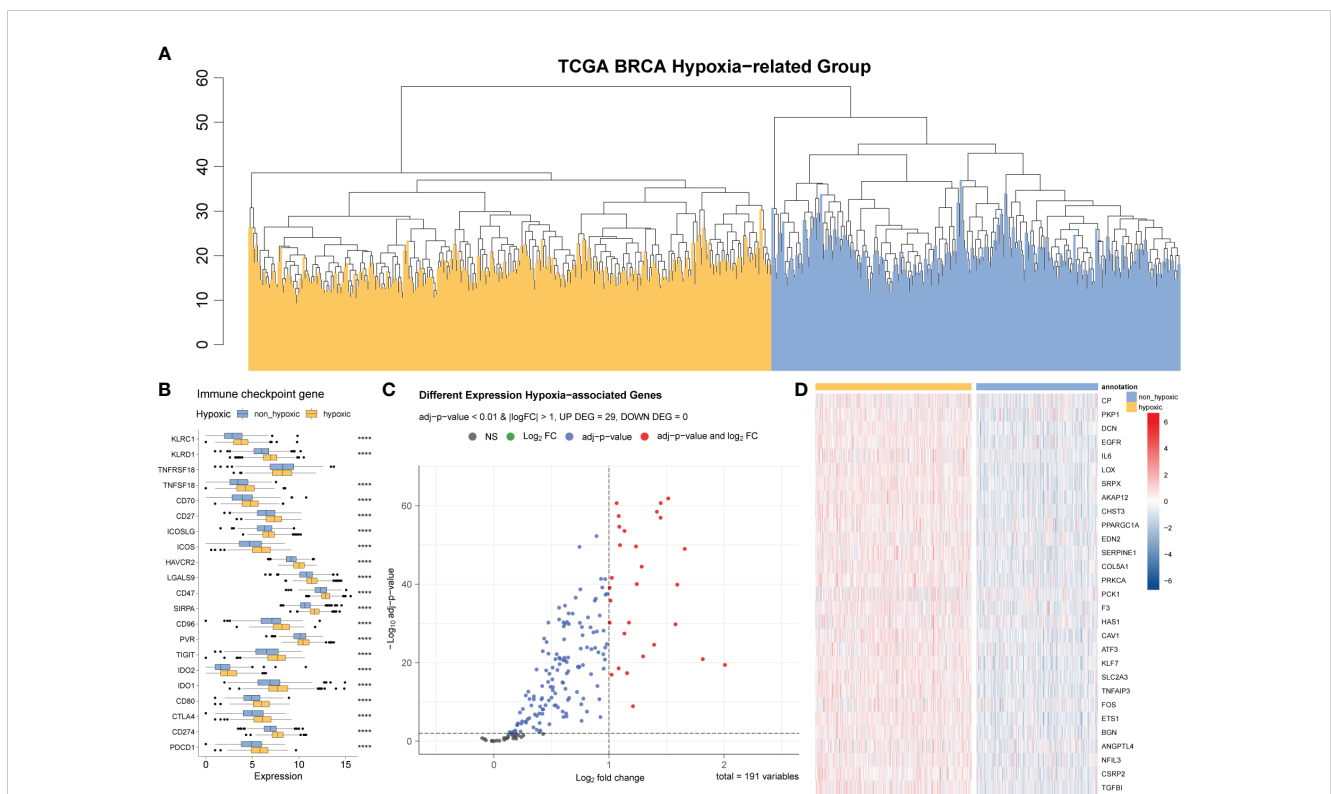 A
TCGA BRCA Hypoxia-related Group
60
50
40
30
20
10
0
B
Immune checkpoint gene
Hypoxic non_hypoxic hypoxic
KLRC1 ****
KLRD1 ****
TNFRSF18
TNFSF18 ****
CD70 ****
CD27 ****
ICOSLG ****
ICOS ****
HAVCR2 ****
LGALS9 ****
CD47 ****
SIRPA ****
CD96 ****
PVR ****
TIGIT ****
IDO2 ****
IDO1 ****
CD80 ****
CTLA4 ****
CD274 ****
PDCD1 ****
0 5 10 15
Expression
C
Different Expression Hypoxia-associated Genes
adj-p-value < 0.01 & |logFC| > 1, UP DEG = 29, DOWN DEG = 0
NS Log2 FC adj-p-value adj-p-value and log2 FC
−Log10 adj-p-value
60
40
20
0
0 1 2
Log2 fold change
total = 191 variables
D
annotation
non_hypoxic
hypoxic
6
4
2
0
−2
−4
−6
CP
PKP1
DCN
EGFR
IL6
LOX
SRPX
AKAP12
CHST3
PPARGC1A
EDN2
SERPINE1
COL5A1
PRKCA
PCK1
F3
HAS1
CAV1
ATF3
KLF7
SLC2A3
TNFAIP3
FOS
ETS1
BGN
ANGPTL4
NFIL3
CSRP2
TGFBI